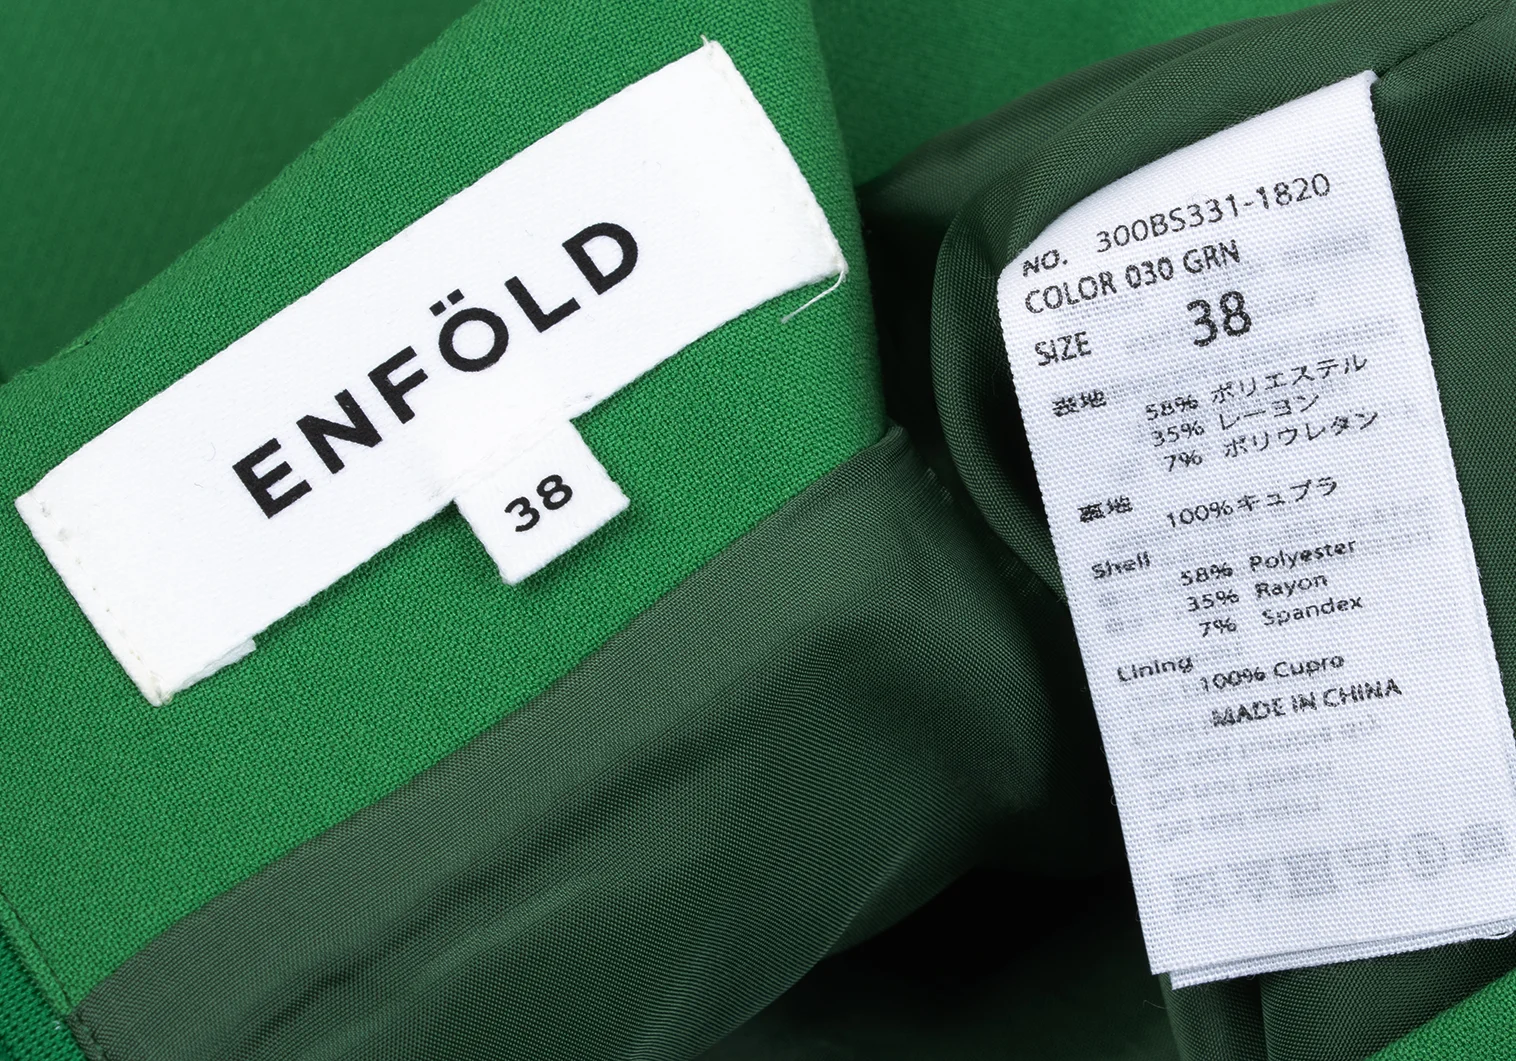 ENFÖLD
38
NO. 300BS331-1820
COLOR 030 GRN
SIZE 38
表地 58% ポリエステル
35% レーヨン
7% ポリウレタン
裏地 100% キュプラ
Shell 58% Polyester
35% Rayon
7% Spandex
Lining 100% Cupro
MADE IN CHINA